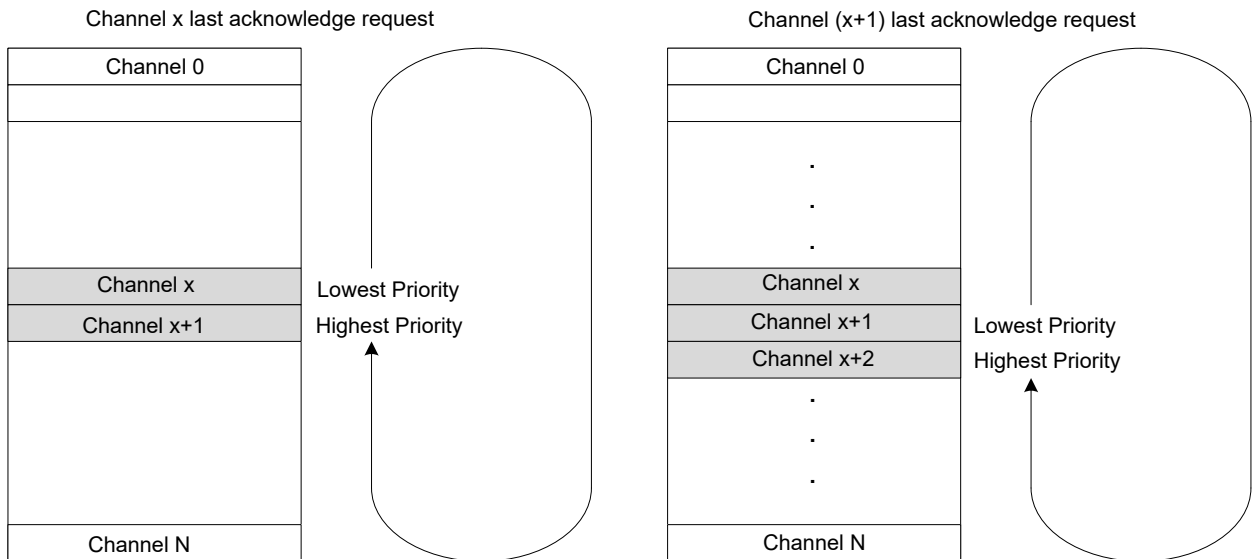 Channel x last acknowledge request
Channel 0
Channel x
Lowest Priority
Channel x+1
Highest Priority
Channel N
Channel (x+1) last acknowledge request
Channel 0
.
.
.
Channel x
Channel x+1
Lowest Priority
Channel x+2
Highest Priority
.
.
.
Channel N